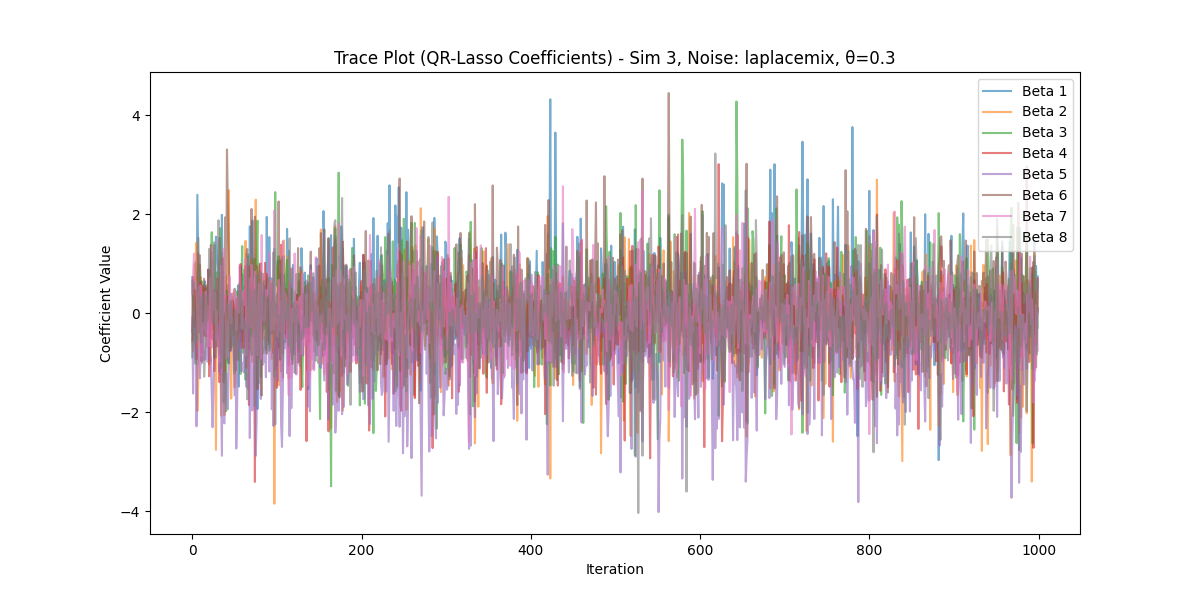 Trace Plot (QR-Lasso Coefficients) - Sim 3, Noise: laplacemix, θ=0.3
Beta 1
Beta 2
Beta 3
Beta 4
Beta 5
Beta 6
Beta 7
Beta 8
Coefficient Value
4
2
0
−2
−4
0
200
400
600
800
1000
Iteration